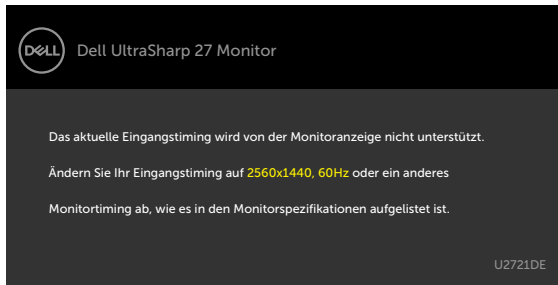 DELL Dell UltraSharp 27 Monitor
Das aktuelle Eingangstiming wird von der Monitoranzeige nicht unterstützt.
Ändern Sie Ihr Eingangstiming auf 2560x1440, 60Hz oder ein anderes
Monitortiming ab, wie es in den Monitorspezifikationen aufgelistet ist.
U2721DE